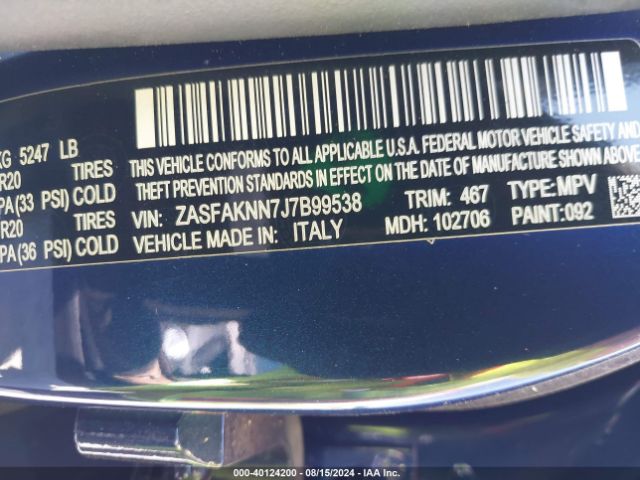 KG 5247 LB
R20 TIRES
PA (33 PSI) COLD
R20 TIRES
PA (36 PSI) COLD
THIS VEHICLE CONFORMS TO ALL APPLICABLE U.S.A. FEDERAL MOTOR VEHICLE SAFETY AND
THEFT PREVENTION STANDARDS IN EFFECT ON THE DATE OF MANUFACTURE SHOWN ABOVE.
VIN: ZASFAKNN7J7B99538 TRIM: 467 TYPE: MPV
VEHICLE MADE IN: ITALY MDH: 102706 PAINT: 092
000-40124200 - 08/15/2024 - IAA Inc.